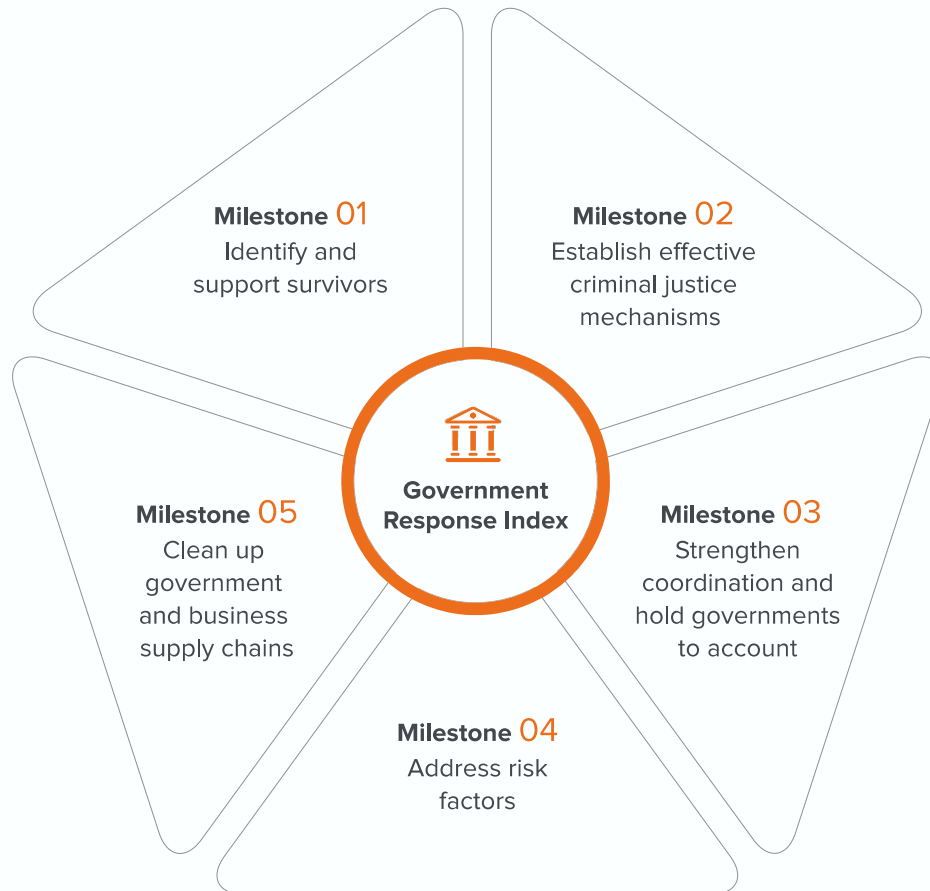 Milestone 01
Identify and
support survivors
Milestone 02
Establish effective
criminal justice
mechanisms
Government
Response Index
Milestone 03
Strengthen
coordination and
hold governments
to account
Milestone 04
Address risk
factors
Milestone 05
Clean up
government
and business
supply chains